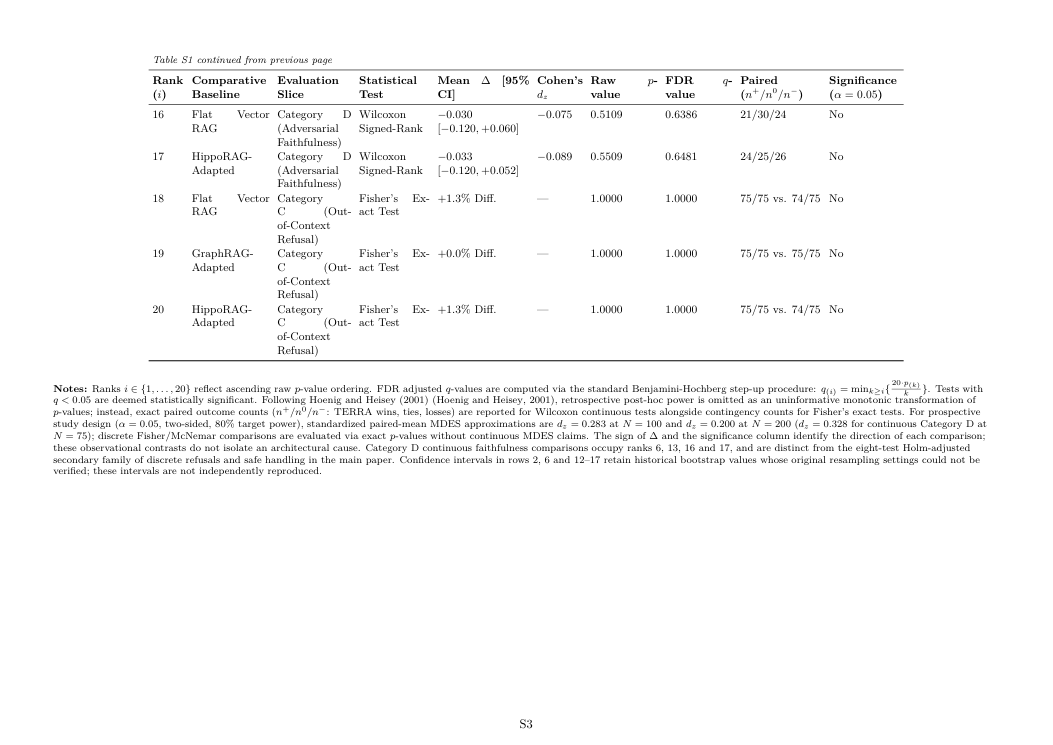 Table S1 continued from previous page
Rank (i) Comparative Baseline Evaluation Slice Statistical Test Mean Δ [95% CI] Cohen's d_z Raw p-value FDR q-value Paired (n⁺/n⁰/n⁻) Significance (α = 0.05)
16 Flat Vector RAG Category D (Adversarial Faithfulness) Wilcoxon Signed-Rank −0.030 [−0.120, +0.060] −0.075 0.5109 0.6386 21/30/24 No
17 HippoRAG-Adapted Category D (Adversarial Faithfulness) Wilcoxon Signed-Rank −0.033 [−0.120, +0.052] −0.089 0.5509 0.6481 24/25/26 No
18 Flat Vector RAG Category C (Out-of-Context Refusal) Fisher's Exact Test +1.3% Diff. — 1.0000 1.0000 75/75 vs. 74/75 No
19 GraphRAG-Adapted Category C (Out-of-Context Refusal) Fisher's Exact Test +0.0% Diff. — 1.0000 1.0000 75/75 vs. 75/75 No
20 HippoRAG-Adapted Category C (Out-of-Context Refusal) Fisher's Exact Test +1.3% Diff. — 1.0000 1.0000 75/75 vs. 74/75 No
Notes: Ranks i ∈ {1, . . . , 20} reflect ascending raw p-value ordering. FDR adjusted q-values are computed via the standard Benjamini-Hochberg step-up procedure: q_(i) = min_{k≥i}{20·p_(k)/k}. Tests with
q < 0.05 are deemed statistically significant. Following Hoenig and Heisey (2001) (Hoenig and Heisey, 2001), retrospective post-hoc power is omitted as an uninformative monotonic transformation of
p-values; instead, exact paired outcome counts (n⁺/n⁰/n⁻: TERRA wins, ties, losses) are reported for Wilcoxon continuous tests alongside contingency counts for Fisher's exact tests. For prospective
study design (α = 0.05, two-sided, 80% target power), standardized paired-mean MDES approximations are d_z = 0.283 at N = 100 and d_z = 0.200 at N = 200 (d_z = 0.328 for continuous Category D at
N = 75); discrete Fisher/McNemar comparisons are evaluated via exact p-values without continuous MDES claims. The sign of Δ and the significance column identify the direction of each comparison;
these observational contrasts do not isolate an architectural cause. Category D continuous faithfulness comparisons occupy ranks 6, 13, 16 and 17, and are distinct from the eight-test Holm-adjusted
secondary family of discrete refusals and safe handling in the main paper. Confidence intervals in rows 2, 6 and 12–17 retain historical bootstrap values whose original resampling settings could not be
verified; these intervals are not independently reproduced.
S3